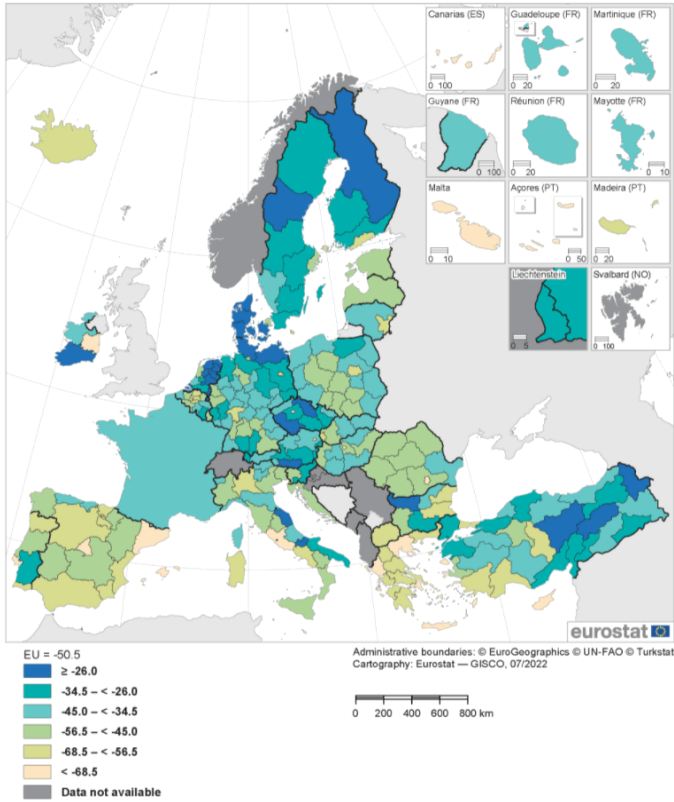 Canarias (ES)
0 100
Guadeloupe (FR)
0 20
Martinique (FR)
0 20
Guyane (FR)
0 100
Réunion (FR)
0 20
Mayotte (FR)
0 10
Malta
0 10
Açores (PT)
0 50
Madeira (PT)
0 20
Liechtenstein
0 5
Svalbard (NO)
0 100
eurostat
EU = -50.5
≥ -26.0
-34.5 – < -26.0
-45.0 – < -34.5
-56.5 – < -45.0
-68.5 – < -56.5
< -68.5
Data not available
Administrative boundaries: © EuroGeographics © UN-FAO © Turkstat
Cartography: Eurostat — GISCO, 07/2022
0 200 400 600 800 km